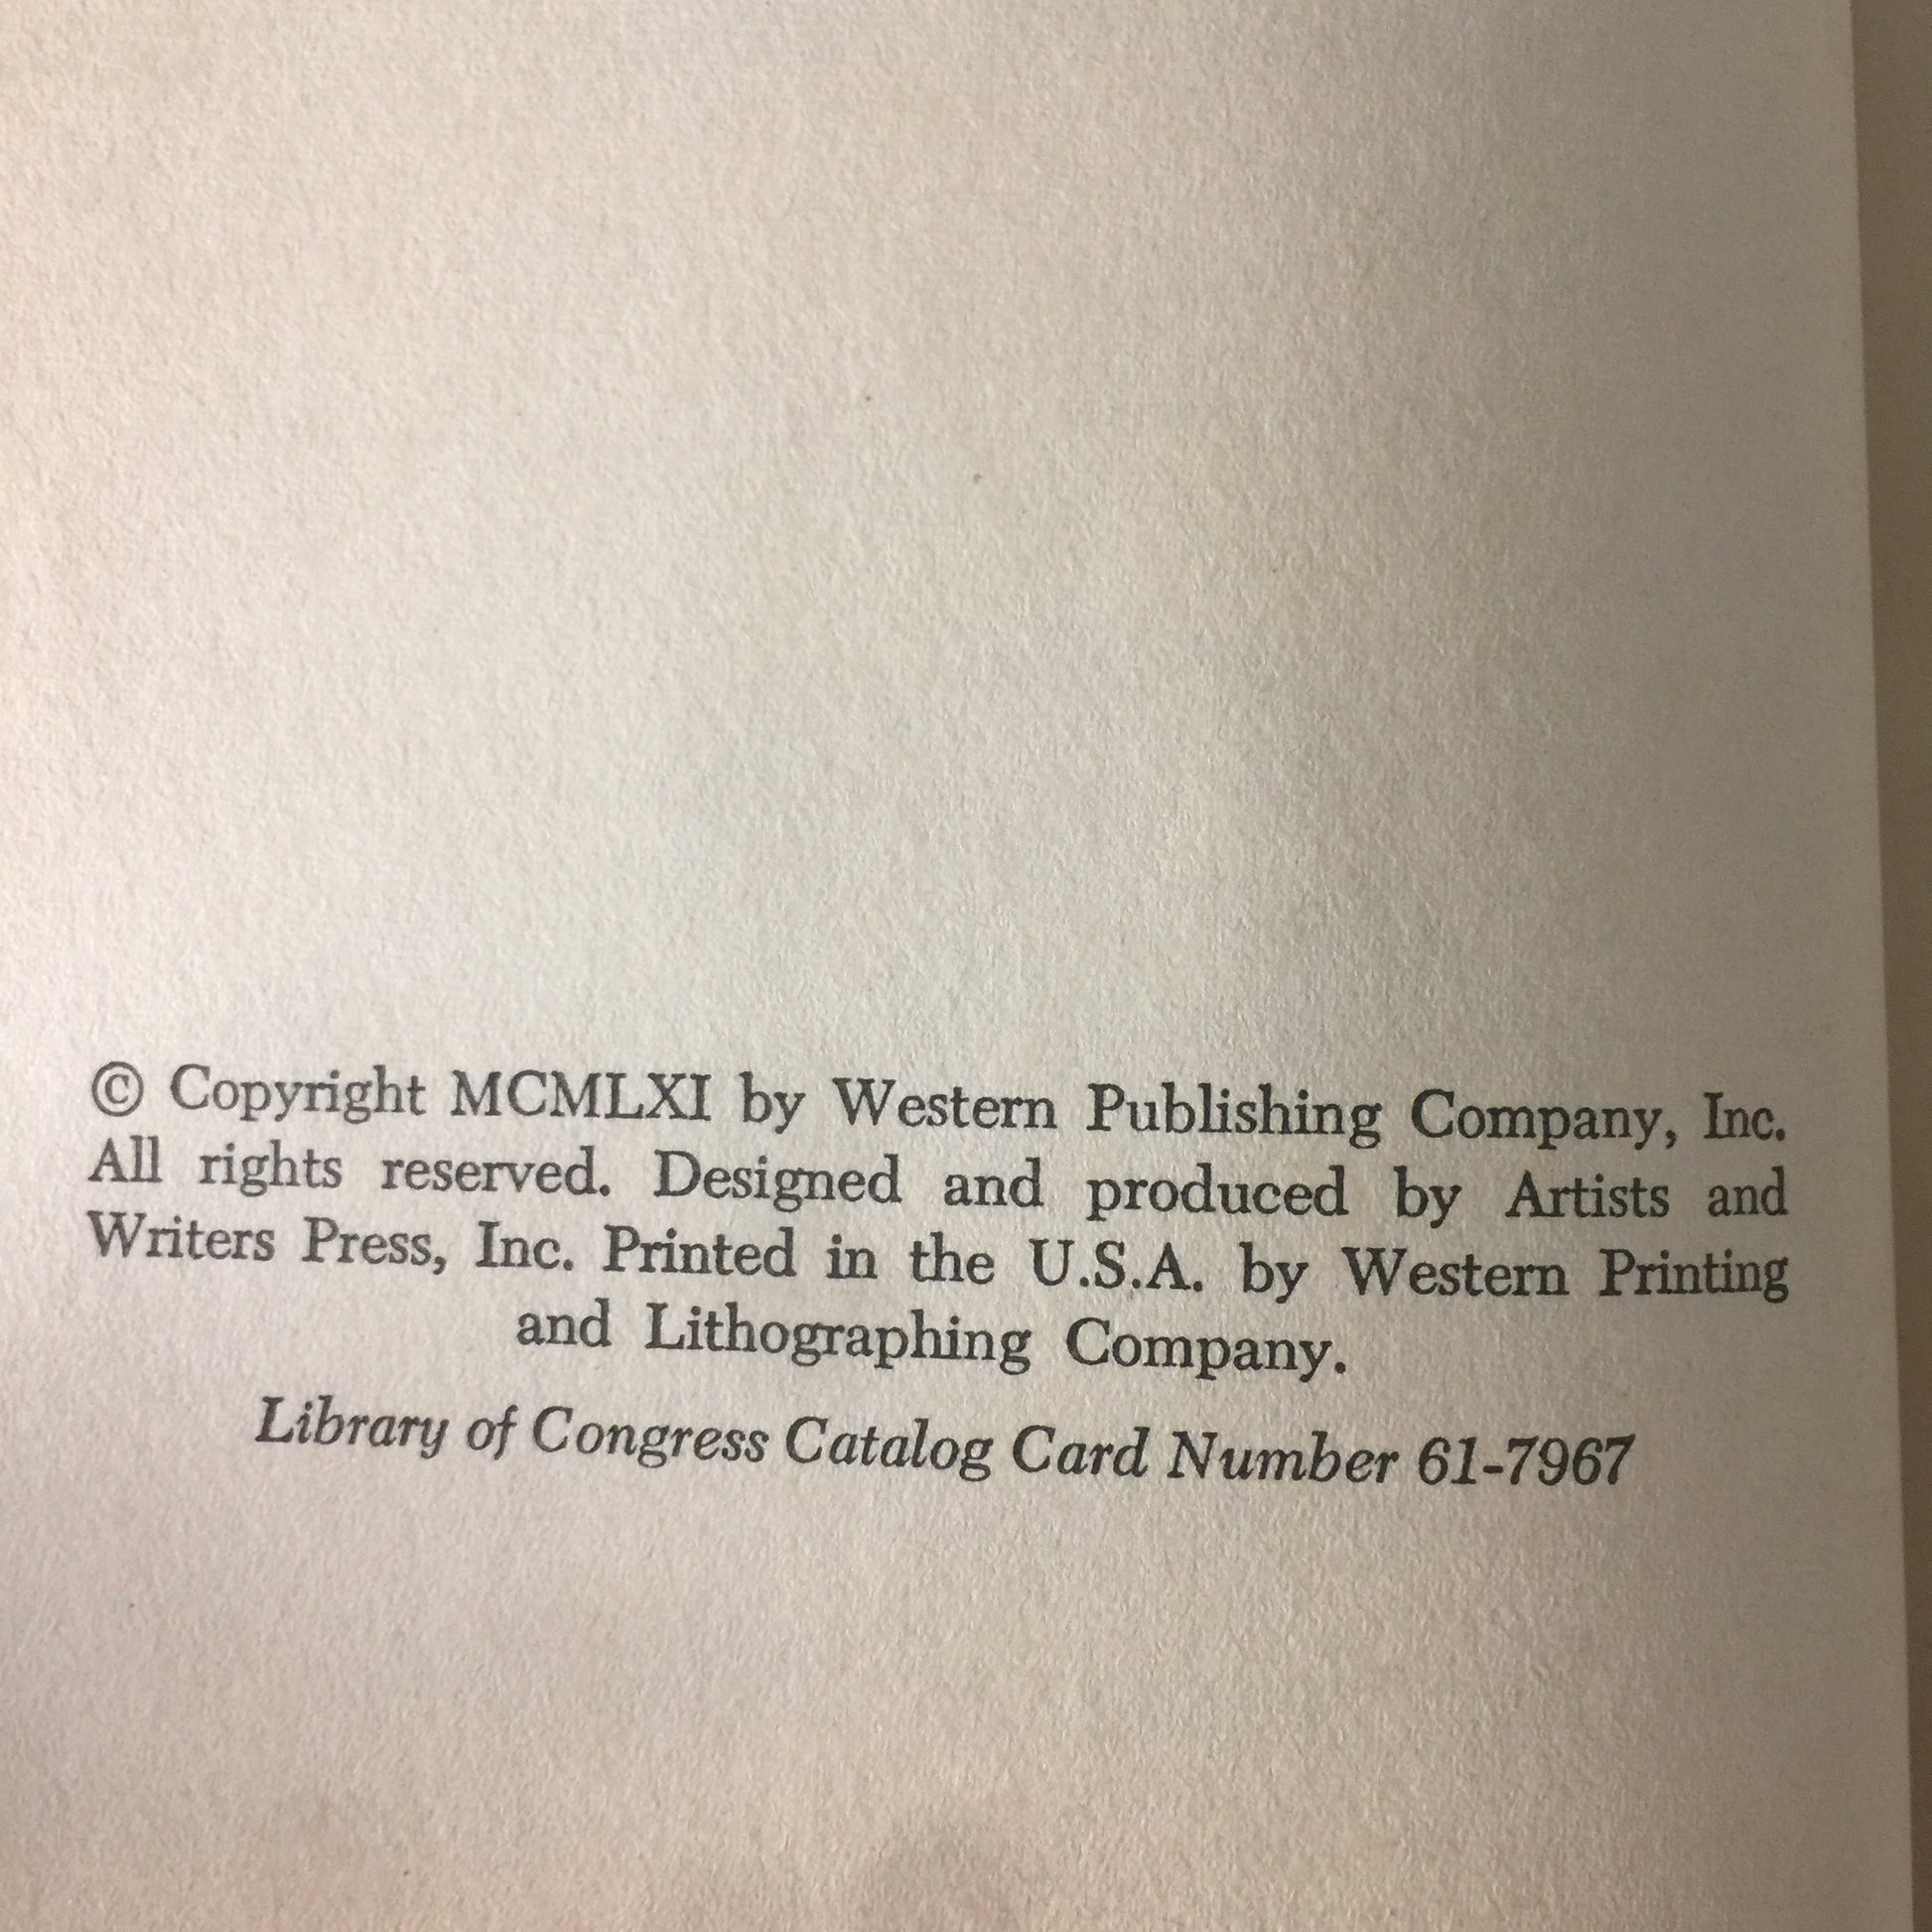 © Copyright MCMLXI by Western Publishing Company, Inc.
All rights reserved. Designed and produced by Artists and
Writers Press, Inc. Printed in the U.S.A. by Western Printing
and Lithographing Company.
Library of Congress Catalog Card Number 61-7967